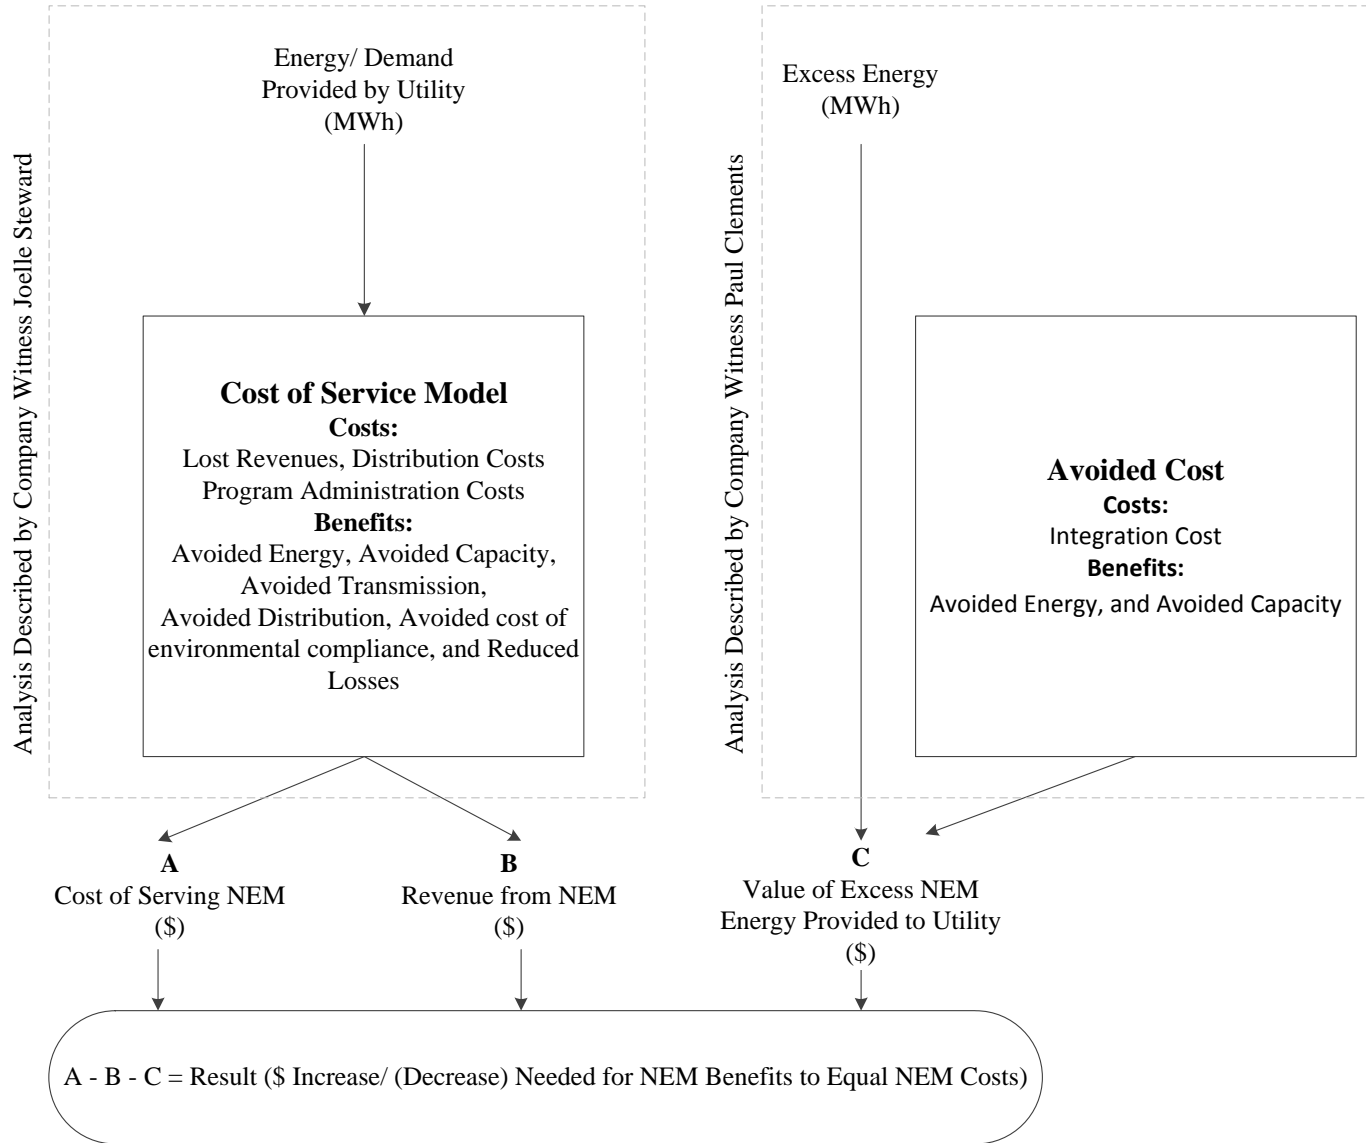 Analysis Described by Company Witness Joelle Steward
Energy/ Demand
Provided by Utility
(MWh)
Cost of Service Model
Costs:
Lost Revenues, Distribution Costs
Program Administration Costs
Benefits:
Avoided Energy, Avoided Capacity,
Avoided Transmission,
Avoided Distribution, Avoided cost of
environmental compliance, and Reduced
Losses
Analysis Described by Company Witness Paul Clements
Excess Energy
(MWh)
Avoided Cost
Costs:
Integration Cost
Benefits:
Avoided Energy, and Avoided Capacity
A
Cost of Serving NEM
($)
B
Revenue from NEM
($)
C
Value of Excess NEM
Energy Provided to Utility
($)
A - B - C = Result ($ Increase/ (Decrease) Needed for NEM Benefits to Equal NEM Costs)